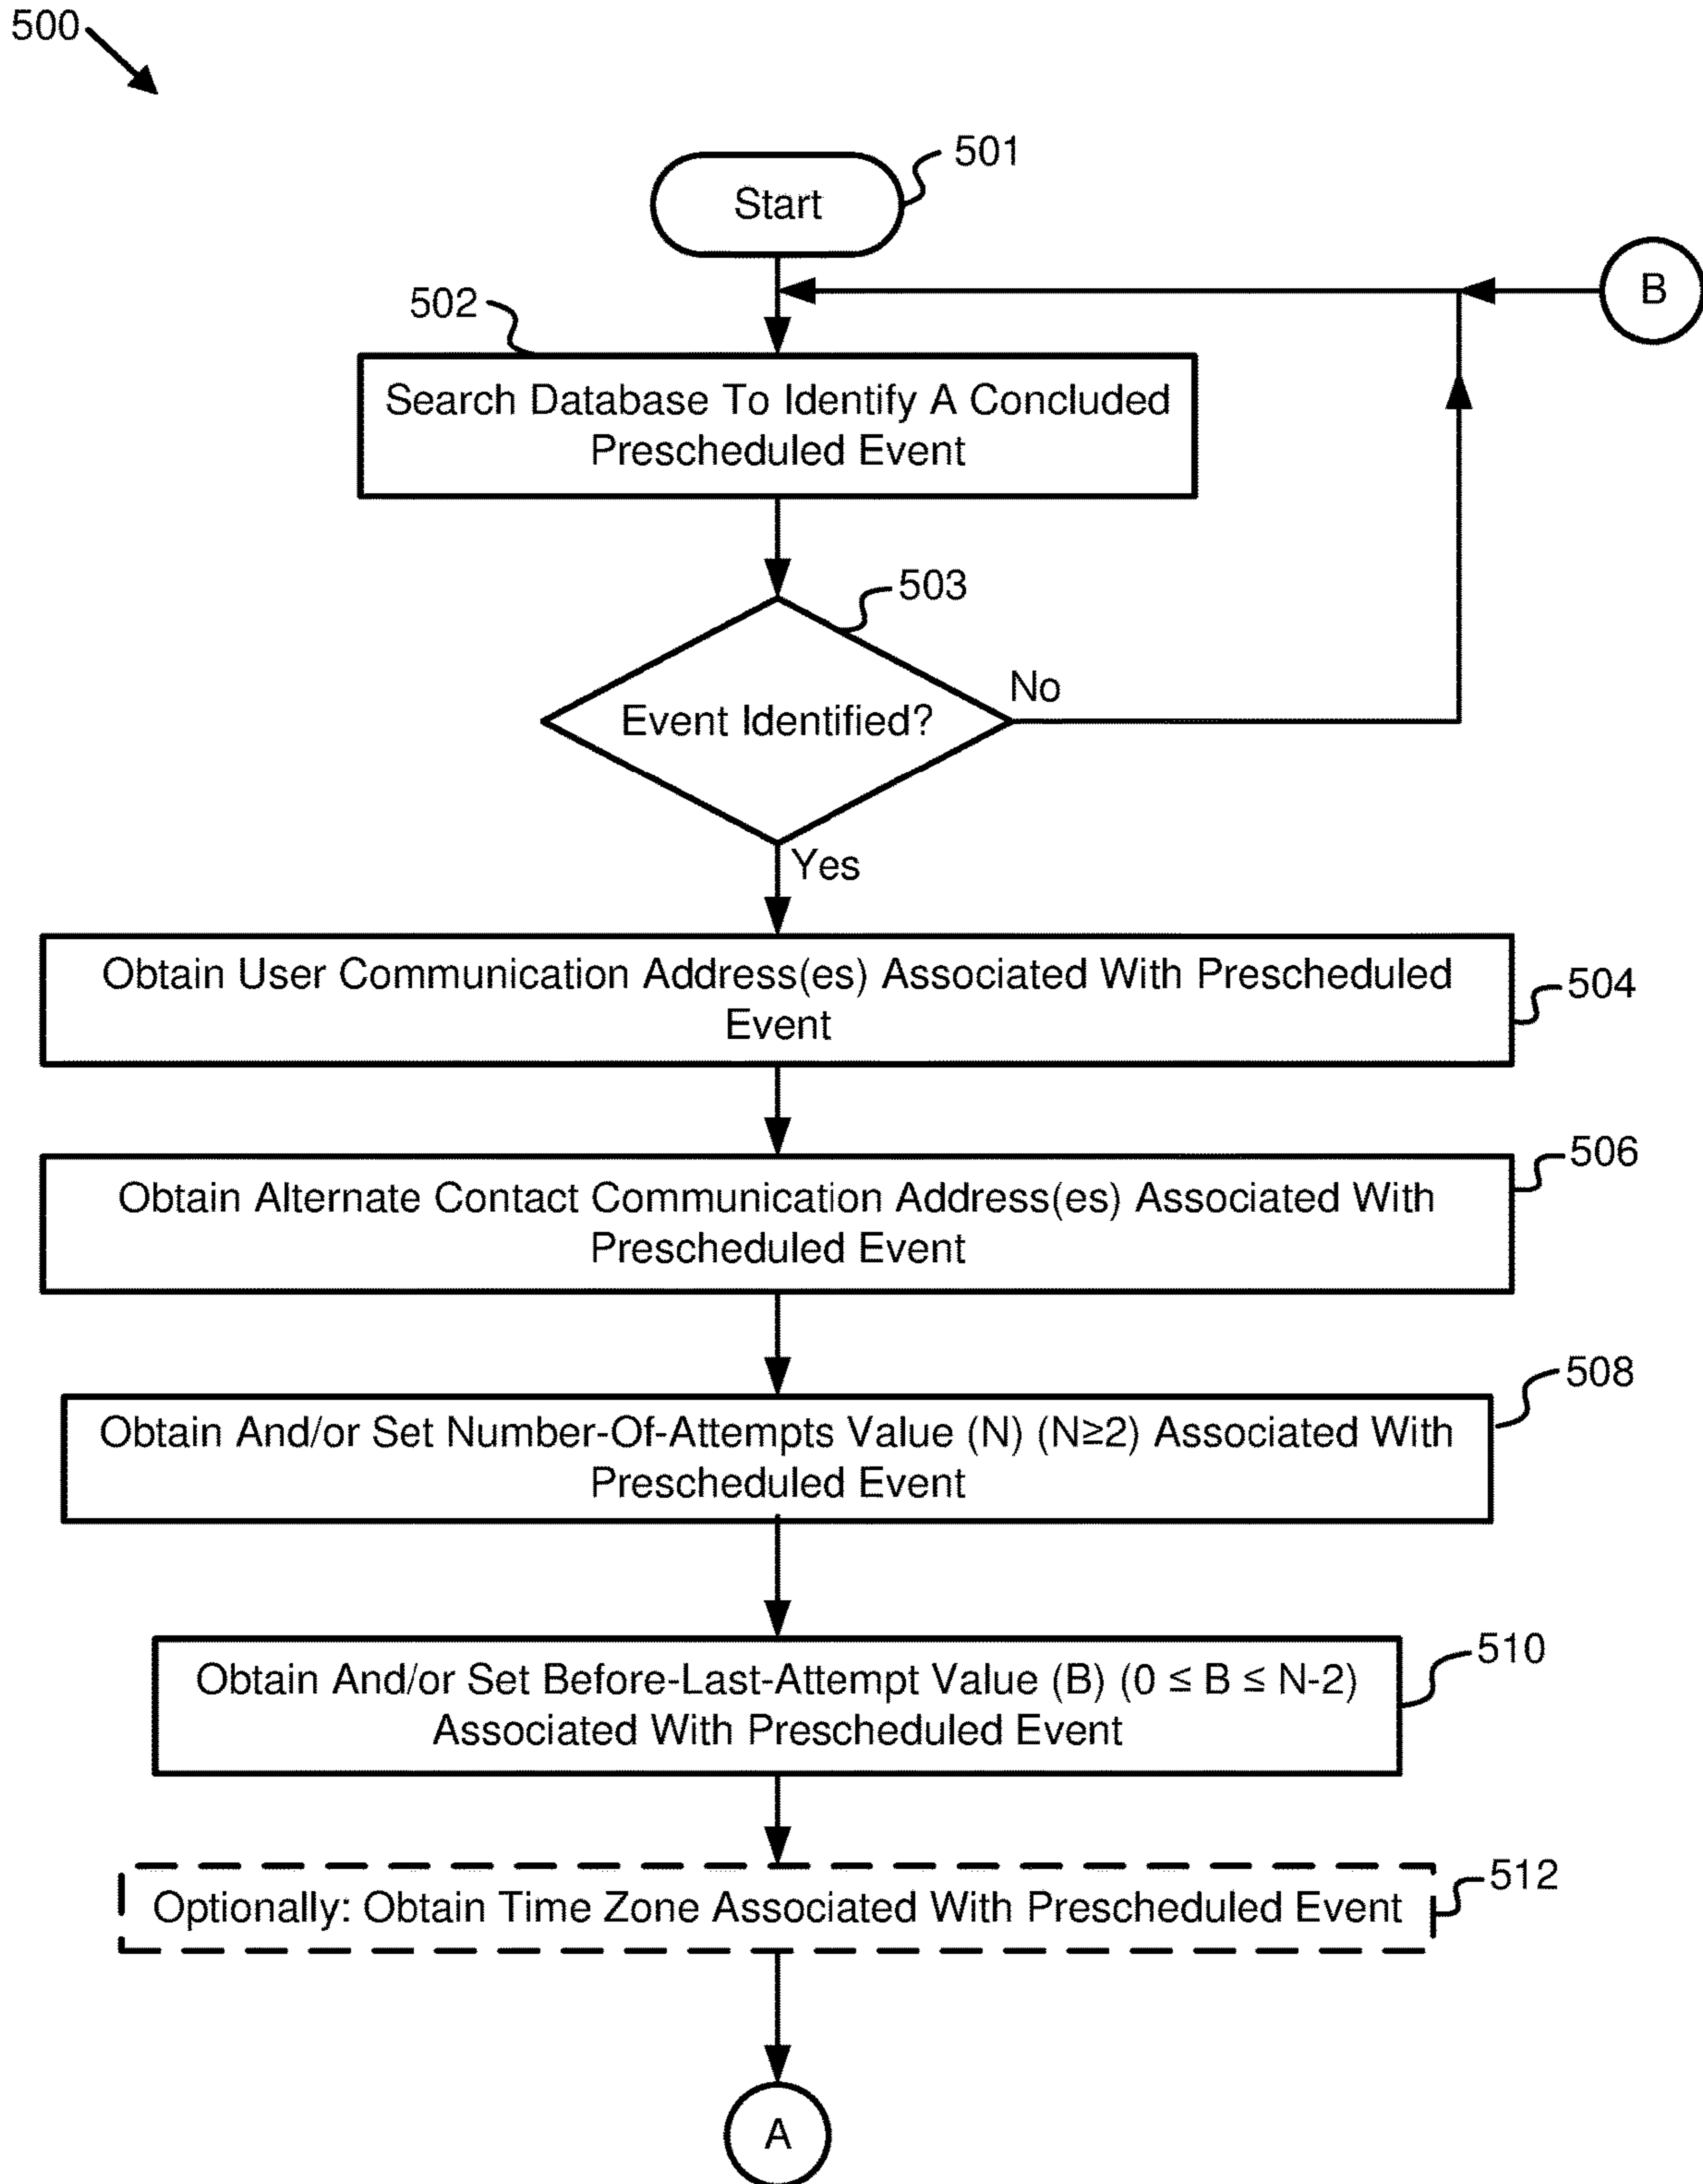 500
501
Start
B
502
Search Database To Identify A Concluded
Prescheduled Event
503
Event Identified?
No
Yes
Obtain User Communication Address(es) Associated With Prescheduled
Event
504
506
Obtain Alternate Contact Communication Address(es) Associated With
Prescheduled Event
508
Obtain And/or Set Number-Of-Attempts Value (N) (N≥2) Associated With
Prescheduled Event
510
Obtain And/or Set Before-Last-Attempt Value (B) (0 ≤ B ≤ N-2)
Associated With Prescheduled Event
512
Optionally: Obtain Time Zone Associated With Prescheduled Event
A